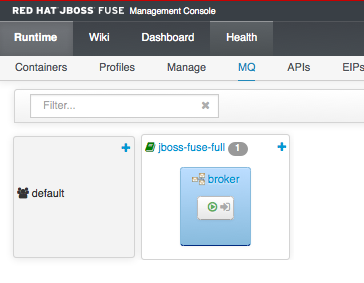 RED HAT JBOSS FUSE Management Console
Runtime Wiki Dashboard Health
Containers Profiles Manage MQ APIs EIPs
Filter...
jboss-fuse-full 1
broker
default